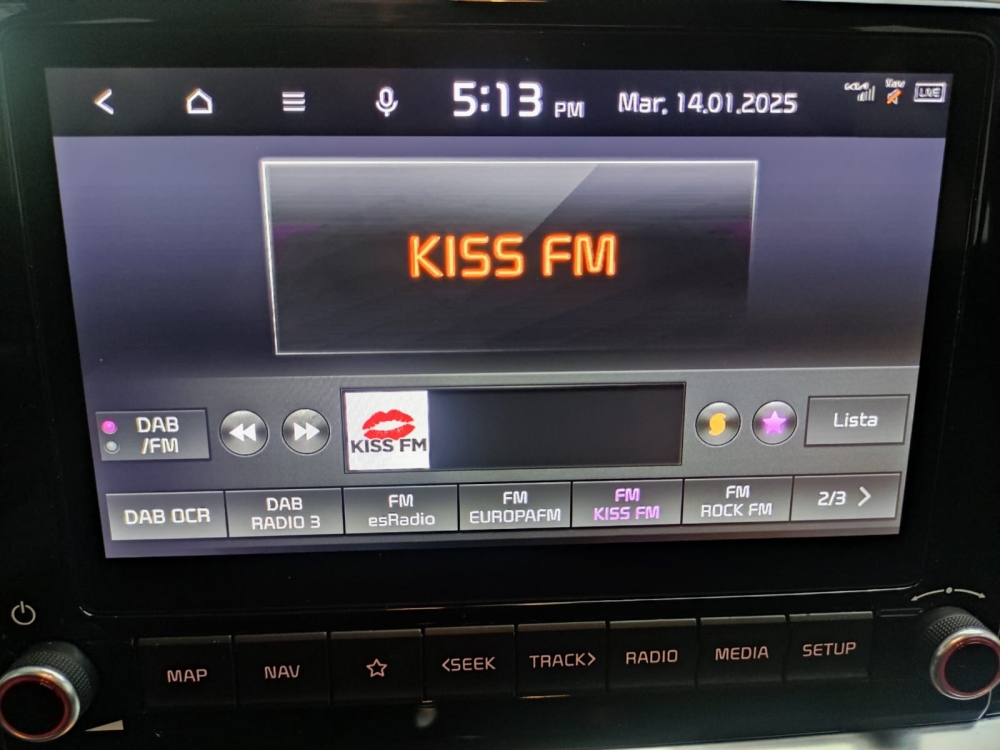 5:13 PM Mar. 14.01.2025 LIVE
KISS FM
DAB
/FM
KISS FM
Lista
DAB OCR
DAB
RADIO 3
FM
esRadio
FM
EUROPAFM
FM
KISS FM
FM
ROCK FM
2/3
MAP
NAV
<SEEK
TRACK>
RADIO
MEDIA
SETUP